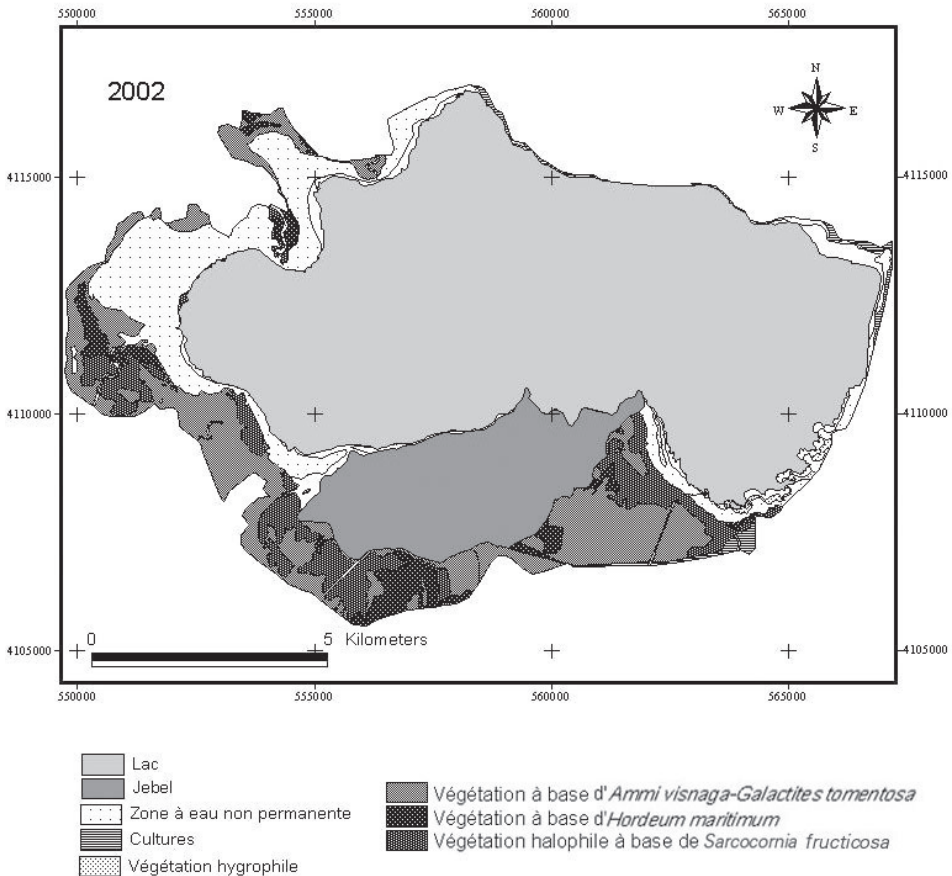 550000 555000 560000 565000
2002
N
W E
S
4115000 4115000
4110000 4110000
0 5 Kilometers
4105000 4105000
550000 555000 560000 565000
Lac
Jebel
Zone à eau non permanente
Cultures
Végétation hygrophile
Végétation à base d'Ammi visnaga-Galactites tomentosa
Végétation à base d'Hordeum maritimum
Végétation halophile à base de Sarcocornia fructicosa